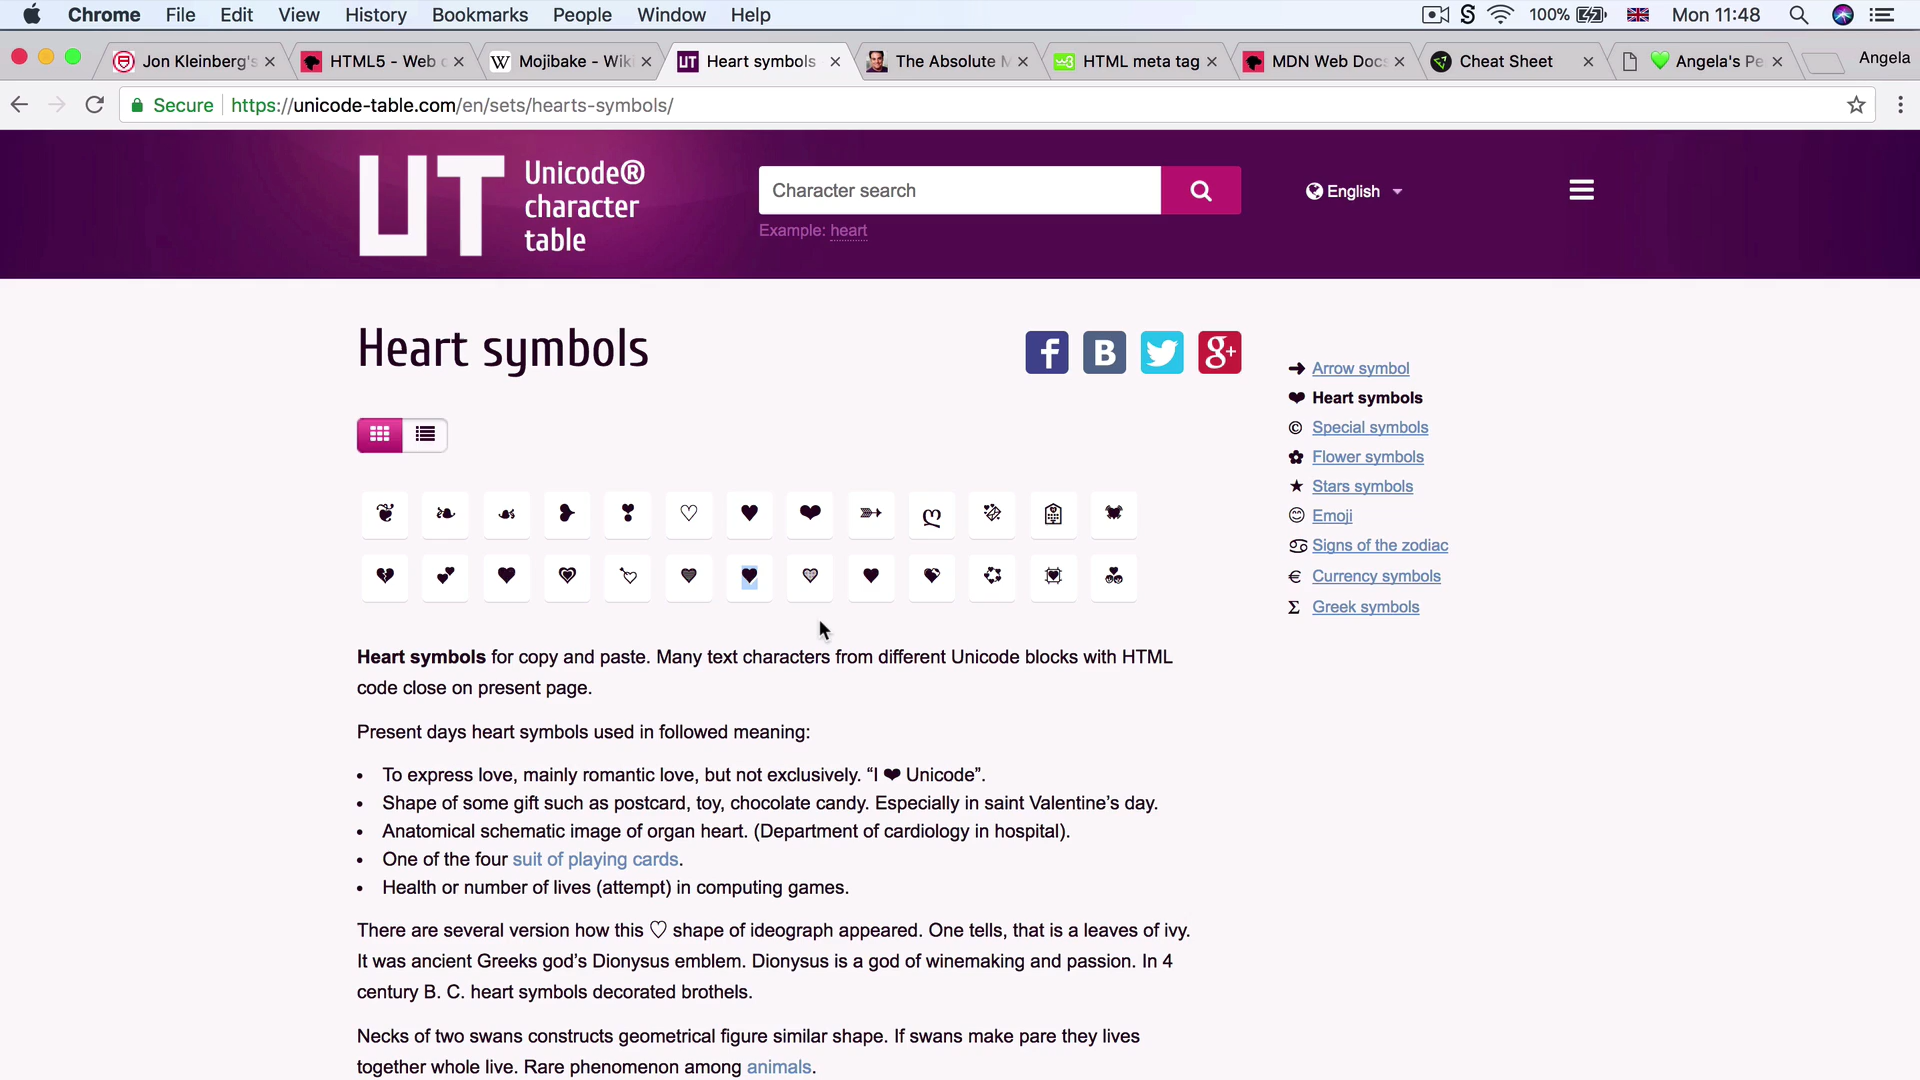 Chrome File Edit View History Bookmarks People Window Help 100% Mon 11:48
Jon Kleinberg's HTML5 - Web Mojibake - Wiki Heart symbols The Absolute HTML meta tag MDN Web Docs Cheat Sheet 💚 Angela's Pe Angela
Secure https://unicode-table.com/en/sets/hearts-symbols/
UT
Unicode®
character
table
Character search
Example: heart
English
Heart symbols
Arrow symbol
Heart symbols
Special symbols
Flower symbols
Stars symbols
Emoji
Signs of the zodiac
Currency symbols
Greek symbols
Heart symbols for copy and paste. Many text characters from different Unicode blocks with HTML
code close on present page.
Present days heart symbols used in followed meaning:
• To express love, mainly romantic love, but not exclusively. “I ❤ Unicode”.
• Shape of some gift such as postcard, toy, chocolate candy. Especially in saint Valentine’s day.
• Anatomical schematic image of organ heart. (Department of cardiology in hospital).
• One of the four suit of playing cards.
• Health or number of lives (attempt) in computing games.
There are several version how this ♡ shape of ideograph appeared. One tells, that is a leaves of ivy.
It was ancient Greeks god’s Dionysus emblem. Dionysus is a god of winemaking and passion. In 4
century B. C. heart symbols decorated brothels.
Necks of two swans constructs geometrical figure similar shape. If swans make pare they lives
together whole live. Rare phenomenon among animals.